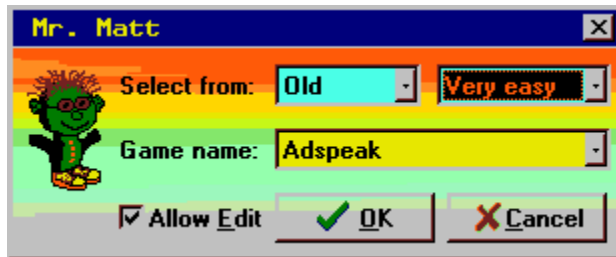 Mr. Matt
Select from: Old Very easy
Game name: Adspeak
Allow Edit OK Cancel